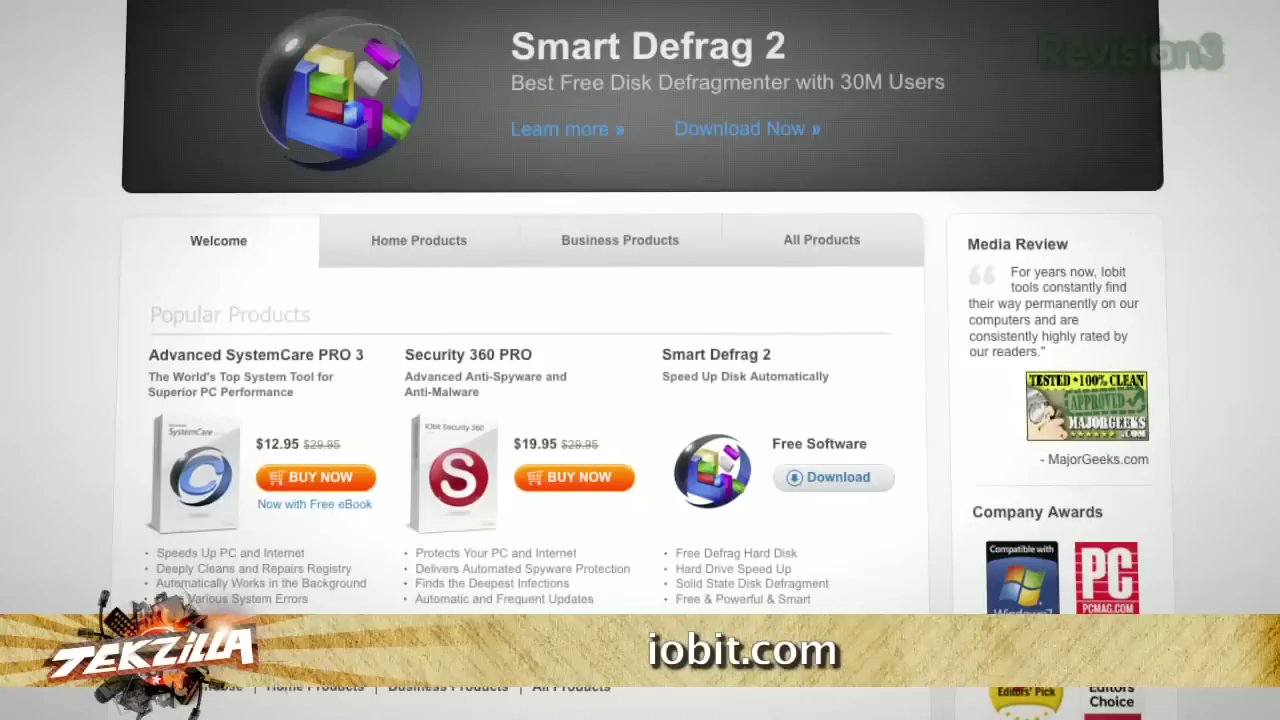 Revision3
Smart Defrag 2
Best Free Disk Defragmenter with 30M Users
Learn more »
Download Now »
Welcome
Home Products
Business Products
All Products
Popular Products
Advanced SystemCare PRO 3
The World's Top System Tool for
Superior PC Performance
SystemCare
$12.95 $29.95
BUY NOW
Now with Free eBook
• Speeds Up PC and Internet
• Deeply Cleans and Repairs Registry
• Automatically Works in the Background
Various System Errors
Security 360 PRO
Advanced Anti-Spyware and
Anti-Malware
IObit Security 360
S
$19.95 $29.95
BUY NOW
• Protects Your PC and Internet
• Delivers Automated Spyware Protection
• Finds the Deepest Infections
• Automatic and Frequent Updates
Smart Defrag 2
Speed Up Disk Automatically
Free Software
Download
• Free Defrag Hard Disk
• Hard Drive Speed Up
• Solid State Disk Defragment
• Free & Powerful & Smart
Media Review
“ For years now, Iobit
tools constantly find
their way permanently on our
computers and are
consistently highly rated by
our readers."
TESTED *100% CLEAN
APPROVED
MAJORGEEKS
.COM
- MajorGeeks.com
Company Awards
Compatible with
Windows7
PC
PCMAG.COM
TEKZILLA
iobit.com
| Home Products | Business Products | All Products
Editors' Pick
Editors'
Choice